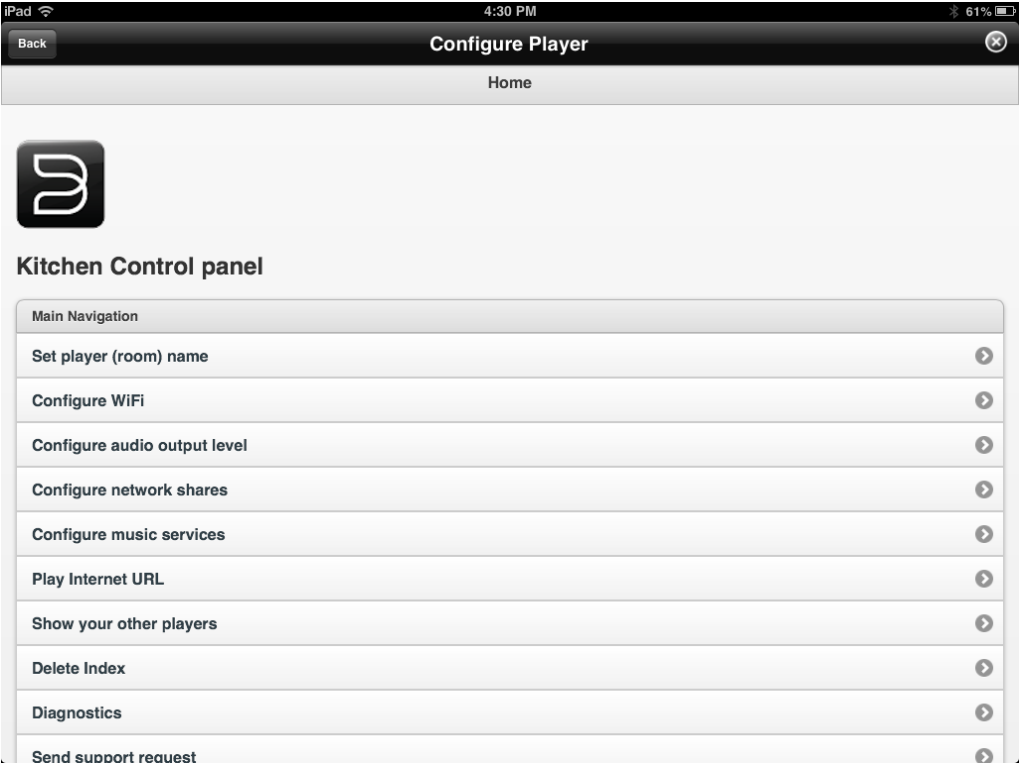 iPad 4:30 PM 61%
Back Configure Player
Home
Kitchen Control panel
Main Navigation
Set player (room) name
Configure WiFi
Configure audio output level
Configure network shares
Configure music services
Play Internet URL
Show your other players
Delete Index
Diagnostics
Send support request